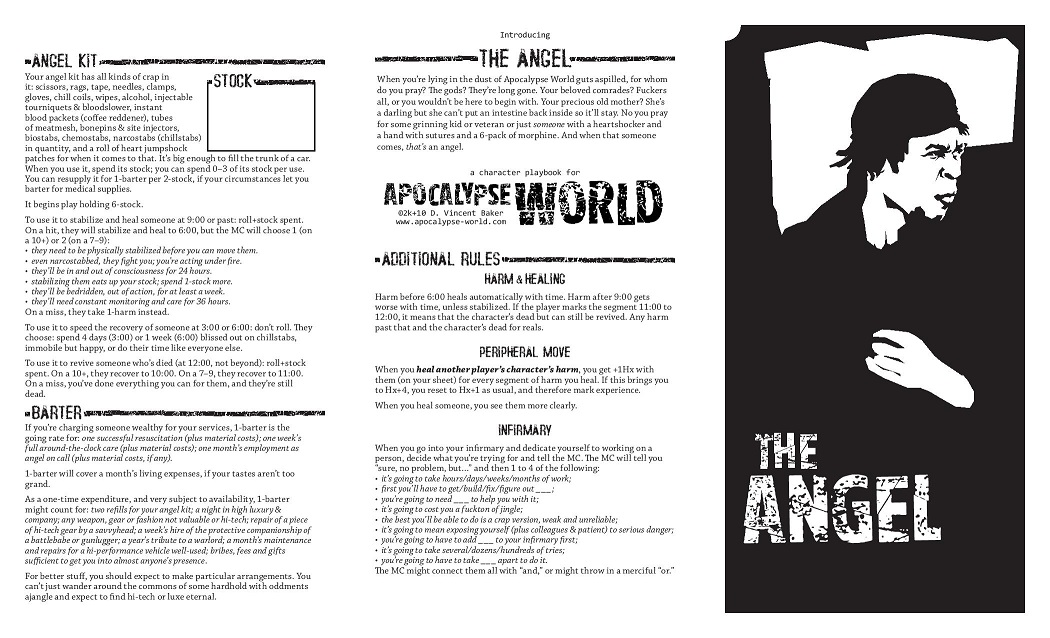 ANGEL KIT
Your angel kit has all kinds of crap in
it: scissors, rags, tape, needles, clamps,
gloves, chill coils, wipes, alcohol, injectable
tourniquets & bloodslower, instant
blood packets (coffee reddener), tubes
of meatmesh, bonepins & site injectors,
biostabs, chemostabs, narcostabs (chillstabs)
in quantity, and a roll of heart jumpshock
patches for when it comes to that. It's big enough to fill the trunk of a car.
When you use it, spend its stock; you can spend 0–3 of its stock per use.
You can resupply it for 1-barter per 2-stock, if your circumstances let you
barter for medical supplies.
STOCK
It begins play holding 6-stock.
To use it to stabilize and heal someone at 9:00 or past: roll+stock spent.
On a hit, they will stabilize and heal to 6:00, but the MC will choose 1 (on
a 10+) or 2 (on a 7–9):
• they need to be physically stabilized before you can move them.
• even narcostabbed, they fight you; you're acting under fire.
• they'll be in and out of consciousness for 24 hours.
• stabilizing them eats up your stock; spend 1-stock more.
• they'll be bedridden, out of action, for at least a week.
• they'll need constant monitoring and care for 36 hours.
On a miss, they take 1-harm instead.
To use it to speed the recovery of someone at 3:00 or 6:00: don't roll. They
choose: spend 4 days (3:00) or 1 week (6:00) blissed out on chillstabs,
immobile but happy, or do their time like everyone else.
To use it to revive someone who's died (at 12:00, not beyond): roll+stock
spent. On a 10+, they recover to 10:00. On a 7–9, they recover to 11:00.
On a miss, you've done everything you can for them, and they're still
dead.
BARTER
If you're charging someone wealthy for your services, 1-barter is the
going rate for: one successful resuscitation (plus material costs); one week's
full around-the-clock care (plus material costs); one month's employment as
angel on call (plus material costs, if any).
1-barter will cover a month's living expenses, if your tastes aren't too
grand.
As a one-time expenditure, and very subject to availability, 1-barter
might count for: two refills for your angel kit; a night in high luxury &
company; any weapon, gear or fashion not valuable or hi-tech; repair of a piece
of hi-tech gear by a savvyhead; a week's hire of the protective companionship of
a battlebabe or gunlugger; a year's tribute to a warlord; a month's maintenance
and repairs for a hi-performance vehicle well-used; bribes, fees and gifts
sufficient to get you into almost anyone's presence.
For better stuff, you should expect to make particular arrangements. You
can't just wander around the commons of some hardhold with oddments
ajangle and expect to find hi-tech or luxe eternal.
Introducing
THE ANGEL
When you're lying in the dust of Apocalypse World guts aspilled, for whom
do you pray? The gods? They're long gone. Your beloved comrades? Fuckers
all, or you wouldn't be here to begin with. Your precious old mother? She's
a darling but she can't put an intestine back inside so it'll stay. No you pray
for some grinning kid or veteran or just someone with a heartshocker and
a hand with sutures and a 6-pack of morphine. And when that someone
comes, that's an angel.
a character playbook for
APOCALYPSE WORLD
©2k+10 D. Vincent Baker
www.apocalypse-world.com
ADDITIONAL RULES
HARM & HEALING
Harm before 6:00 heals automatically with time. Harm after 9:00 gets
worse with time, unless stabilized. If the player marks the segment 11:00 to
12:00, it means that the character's dead but can still be revived. Any harm
past that and the character's dead for reals.
PERIPHERAL MOVE
When you heal another player's character's harm, you get +1Hx with
them (on your sheet) for every segment of harm you heal. If this brings you
to Hx+4, you reset to Hx+1 as usual, and therefore mark experience.
When you heal someone, you see them more clearly.
INFIRMARY
When you go into your infirmary and dedicate yourself to working on a
person, decide what you're trying for and tell the MC. The MC will tell you
"sure, no problem, but..." and then 1 to 4 of the following:
• it's going to take hours/days/weeks/months of work;
• first you'll have to get/build/fix/figure out ___;
• you're going to need ___ to help you with it;
• it's going to cost you a fuckton of jingle;
• the best you'll be able to do is a crap version, weak and unreliable;
• it's going to mean exposing yourself (plus colleagues & patient) to serious danger;
• you're going to have to add ___ to your infirmary first;
• it's going to take several/dozens/hundreds of tries;
• you're going to have to take ___ apart to do it.
The MC might connect them all with "and," or might throw in a merciful "or."
THE
ANGEL